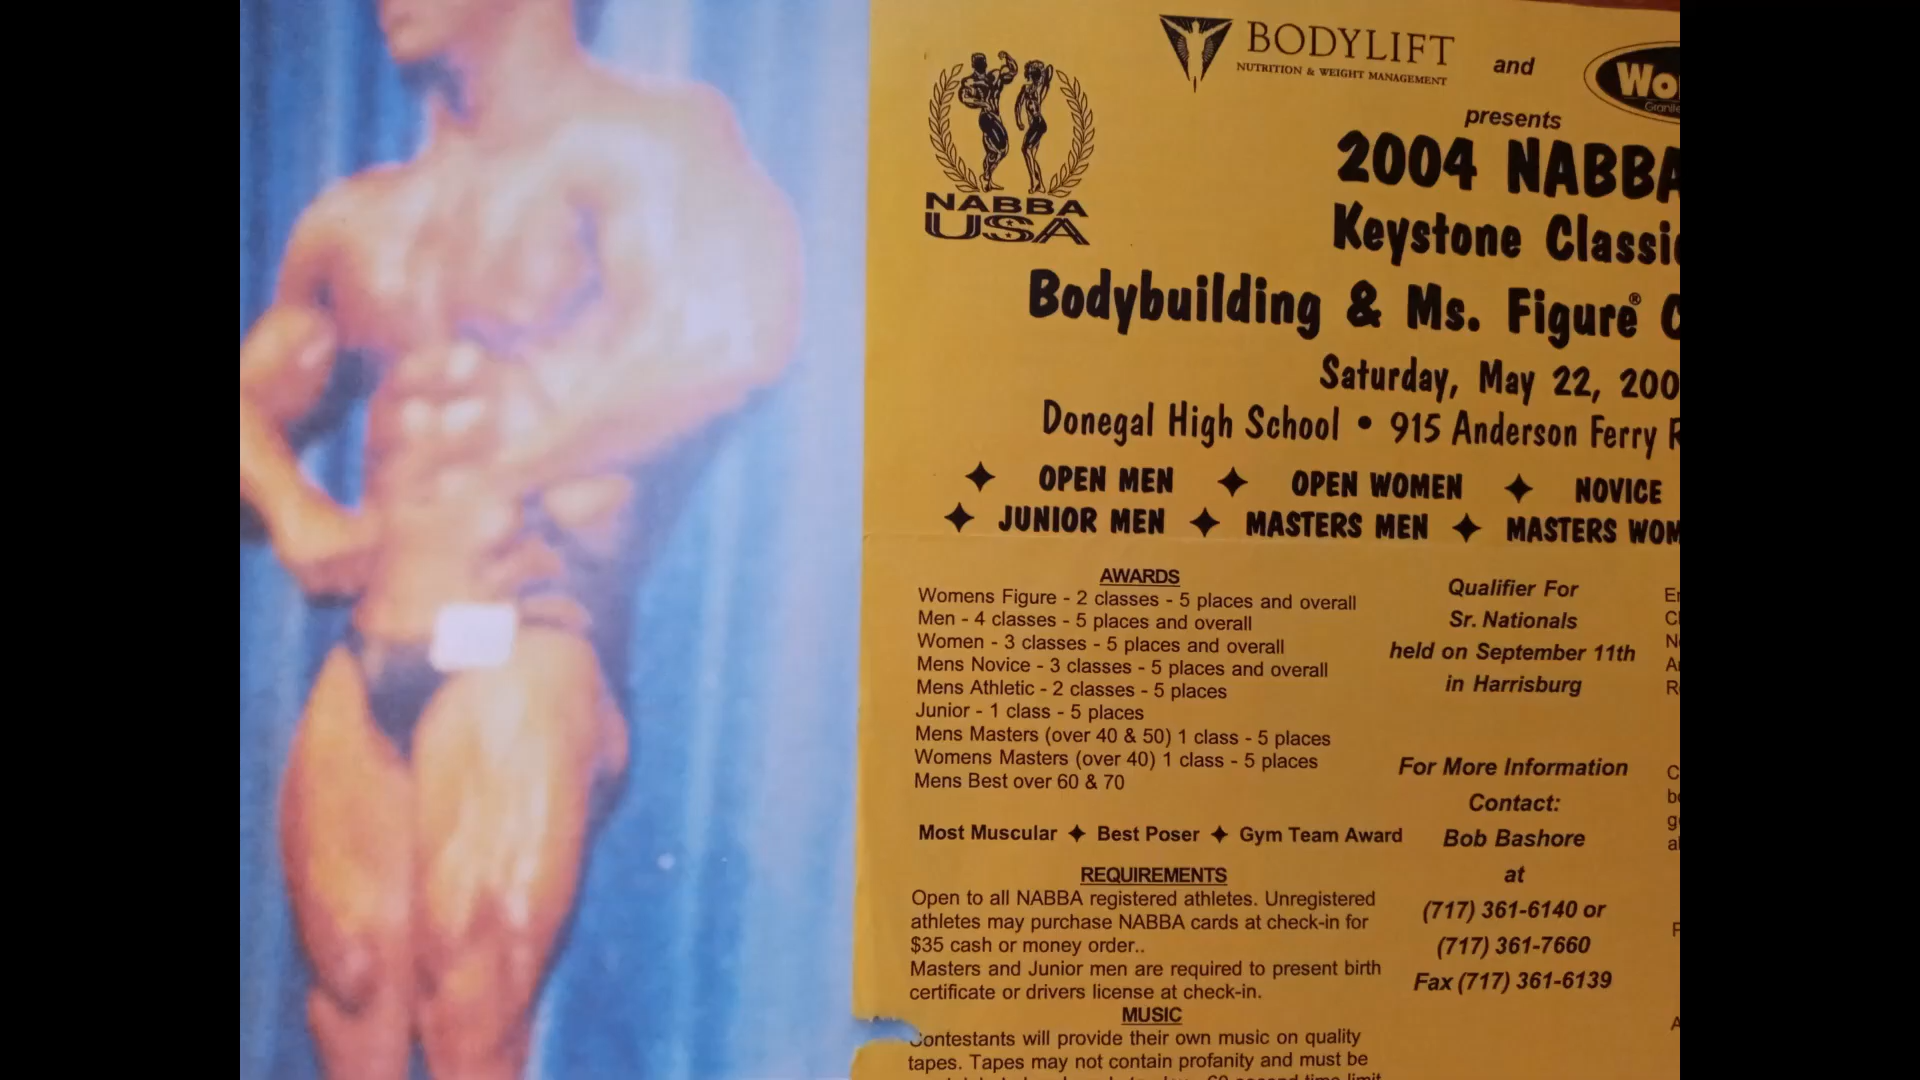 BODYLIFT
NUTRITION & WEIGHT MANAGEMENT
and
presents
NABBA
USA
2004 NABBA
Keystone Classic
Bodybuilding & Ms. Figure®
Saturday, May 22,
Donegal High School • 915 Anderson Ferry
✦ OPEN MEN ✦ OPEN WOMEN ✦ NOVICE
✦ JUNIOR MEN ✦ MASTERS MEN ✦ MASTERS
AWARDS
Womens Figure - 2 classes - 5 places and overall
Men - 4 classes - 5 places and overall
Women - 3 classes - 5 places and overall
Mens Novice - 3 classes - 5 places and overall
Mens Athletic - 2 classes - 5 places
Junior - 1 class - 5 places
Mens Masters (over 40 & 50) 1 class - 5 places
Womens Masters (over 40) 1 class - 5 places
Mens Best over 60 & 70
Most Muscular ✦ Best Poser ✦ Gym Team Award
REQUIREMENTS
Open to all NABBA registered athletes. Unregistered
athletes may purchase NABBA cards at check-in for
$35 cash or money order..
Masters and Junior men are required to present birth
certificate or drivers license at check-in.
MUSIC
Contestants will provide their own music on quality
tapes. Tapes may not contain profanity and must be
Qualifier For
Sr. Nationals
held on September 11th
in Harrisburg
For More Information
Contact:
Bob Bashore
at
(717) 361-6140 or
(717) 361-7660
Fax (717) 361-6139